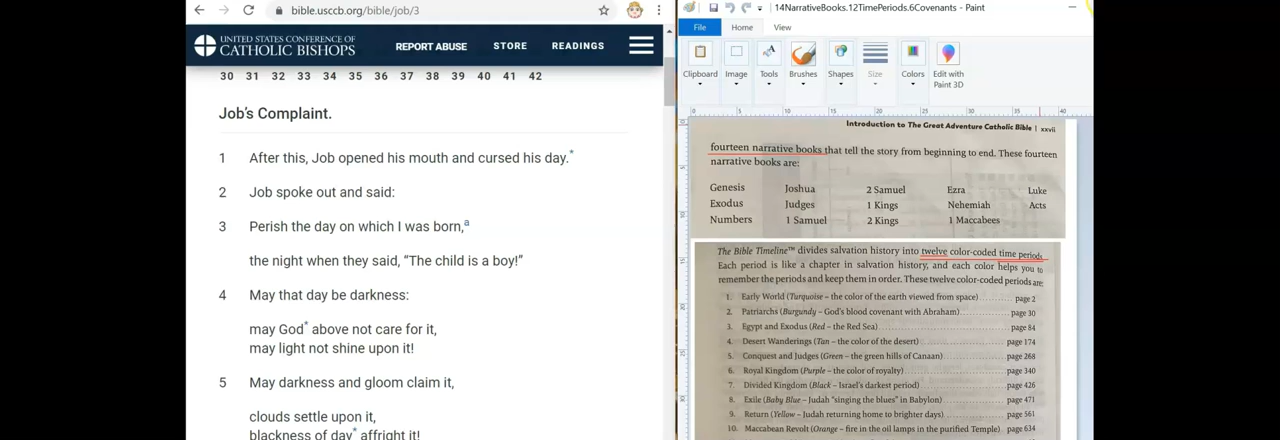 bible.usccb.org/bible/job/3
UNITED STATES CONFERENCE OF
CATHOLIC BISHOPS
REPORT ABUSE STORE READINGS
30 31 32 33 34 35 36 37 38 39 40 41 42
Job's Complaint.
1 After this, Job opened his mouth and cursed his day.*
2 Job spoke out and said:
3 Perish the day on which I was born,a
the night when they said, “The child is a boy!”
4 May that day be darkness:
may God* above not care for it,
may light not shine upon it!
5 May darkness and gloom claim it,
clouds settle upon it,
blackness of day* affright it!
14NarrativeBooks.12TimePeriods.6Covenants - Paint
File Home View
Clipboard Image Tools Brushes Shapes Size Colors Edit with
Paint 3D
0 5 10 15 20 25 30 35 40
Introduction to The Great Adventure Catholic Bible | xxvii
fourteen narrative books that tell the story from beginning to end. These fourteen
narrative books are:
Genesis Joshua 2 Samuel Ezra Luke
Exodus Judges 1 Kings Nehemiah Acts
Numbers 1 Samuel 2 Kings 1 Maccabees
The Bible Timeline™ divides salvation history into twelve color-coded time periods.
Each period is like a chapter in salvation history, and each color helps you to
remember the periods and keep them in order. These twelve color-coded periods are:
1. Early World (Turquoise – the color of the earth viewed from space) .......... page 2
2. Patriarchs (Burgundy – God's blood covenant with Abraham) .......... page 30
3. Egypt and Exodus (Red – the Red Sea) .......... page 84
4. Desert Wanderings (Tan – the color of the desert) .......... page 174
5. Conquest and Judges (Green – the green hills of Canaan) .......... page 268
6. Royal Kingdom (Purple – the color of royalty) .......... page 340
7. Divided Kingdom (Black – Israel's darkest period) .......... page 426
8. Exile (Baby Blue – Judah “singing the blues” in Babylon) .......... page 471
9. Return (Yellow – Judah returning home to brighter days) .......... page 561
10. Maccabean Revolt (Orange – fire in the oil lamps in the purified Temple) .......... page 634